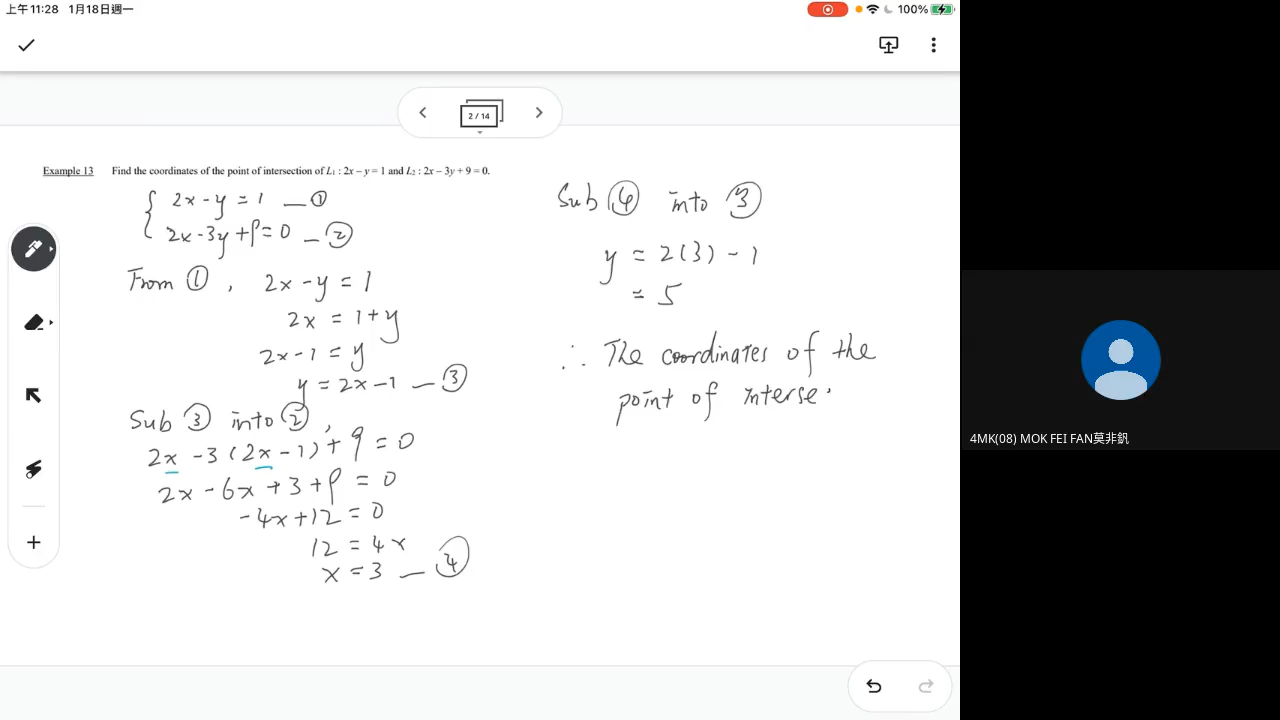 上午11:28 1月18日週一
100%
2 / 14
Example 13 Find the coordinates of the point of intersection of L₁ : 2x – y = 1 and L₂ : 2x – 3y + 9 = 0.
2x - y = 1 — ①
2x - 3y + 9 = 0 — ②
From ①, 2x - y = 1
2x = 1 + y
2x - 1 = y
y = 2x - 1 — ③
Sub ③ into ②,
2x - 3(2x - 1) + 9 = 0
2x - 6x + 3 + 9 = 0
-4x + 12 = 0
12 = 4x
x = 3 — ④
Sub ④ into ③
y = 2(3) - 1
= 5
∴ The coordinates of the
point of interse
4MK(08) MOK FEI FAN莫非釩